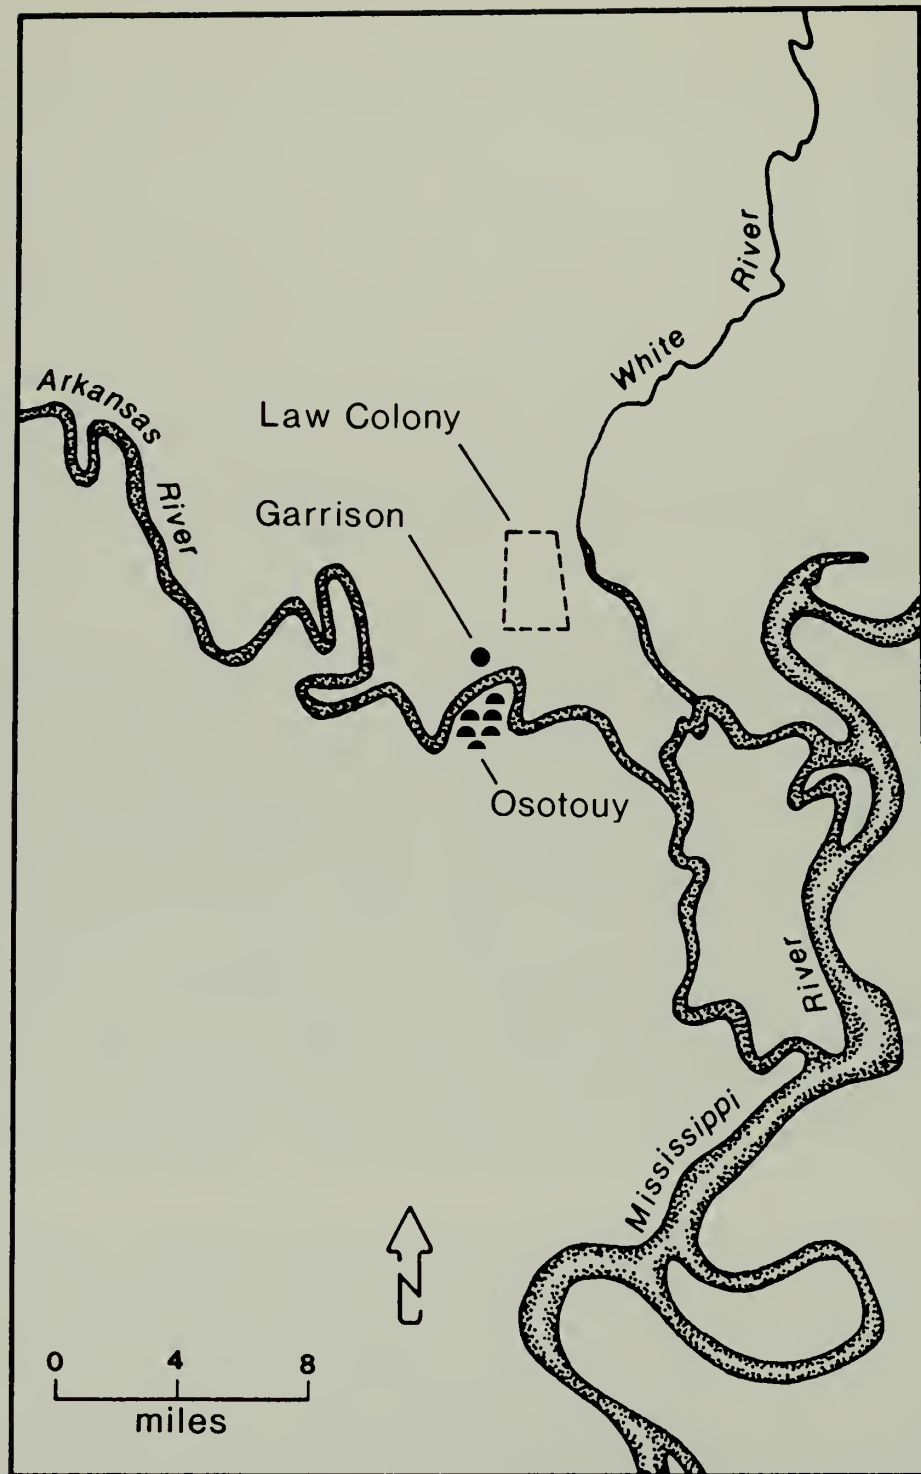 White River
Arkansas River
Law Colony
Garrison
Osotouy
Mississippi River
N
0 4 8
miles